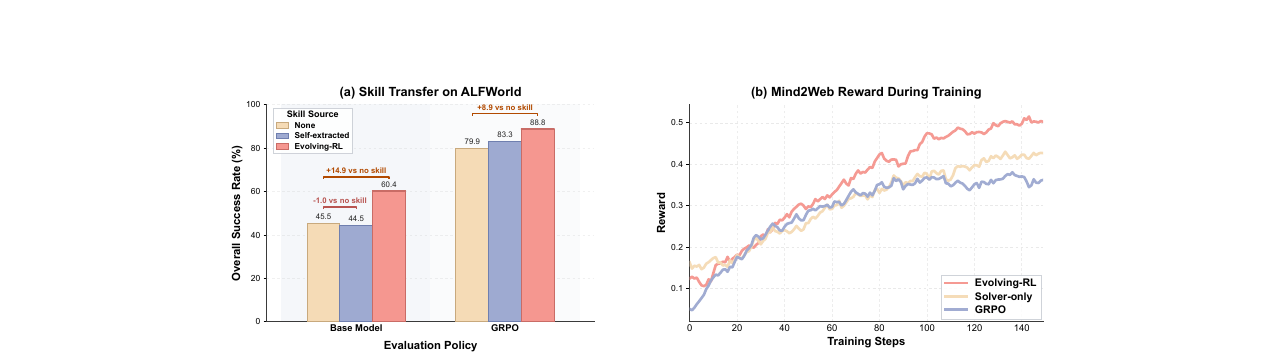 (a) Skill Transfer on ALFWorld
Overall Success Rate (%)
100
80
60
40
20
0
Skill Source
None
Self-extracted
Evolving-RL
+14.9 vs no skill
-1.0 vs no skill
45.5
44.5
60.4
+8.9 vs no skill
79.9
83.3
88.8
Base Model
GRPO
Evaluation Policy
(b) Mind2Web Reward During Training
Reward
0.5
0.4
0.3
0.2
0.1
0
20
40
60
80
100
120
140
Training Steps
Evolving-RL
Solver-only
GRPO